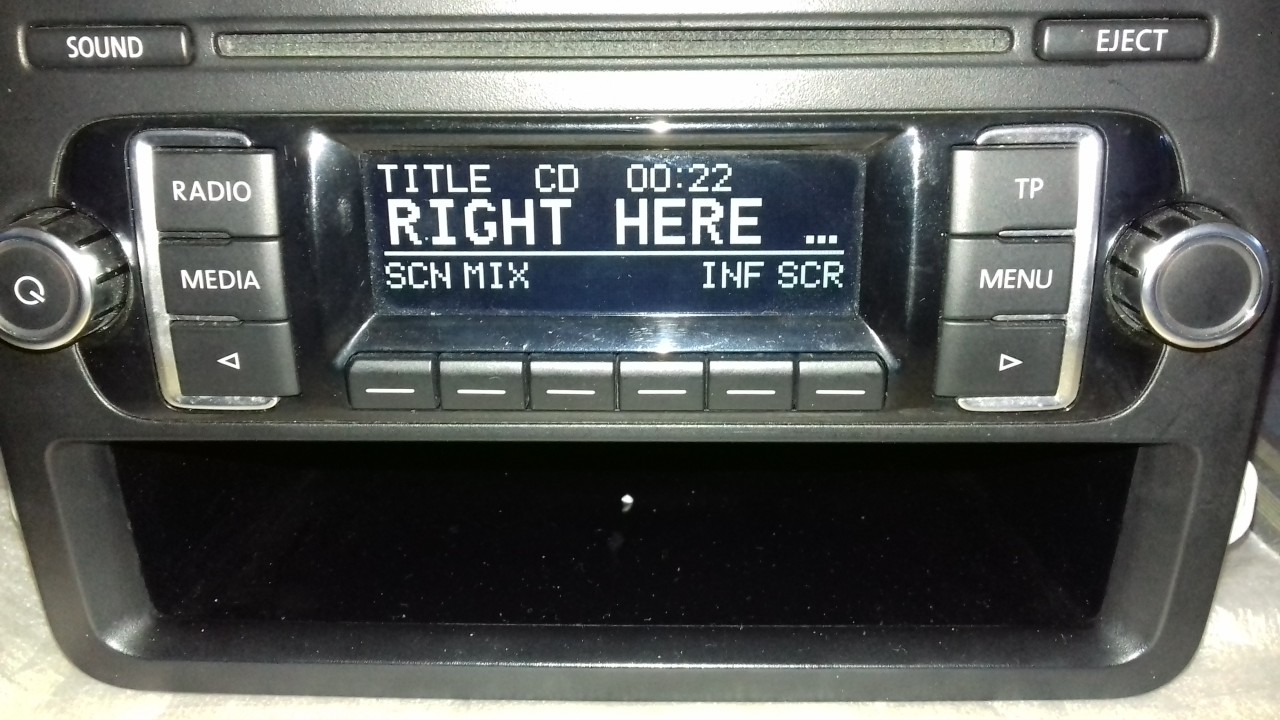 SOUND
EJECT
RADIO
TITLE CD 00:22
TP
RIGHT HERE ...
MEDIA
SCN MIX INF SCR
MENU